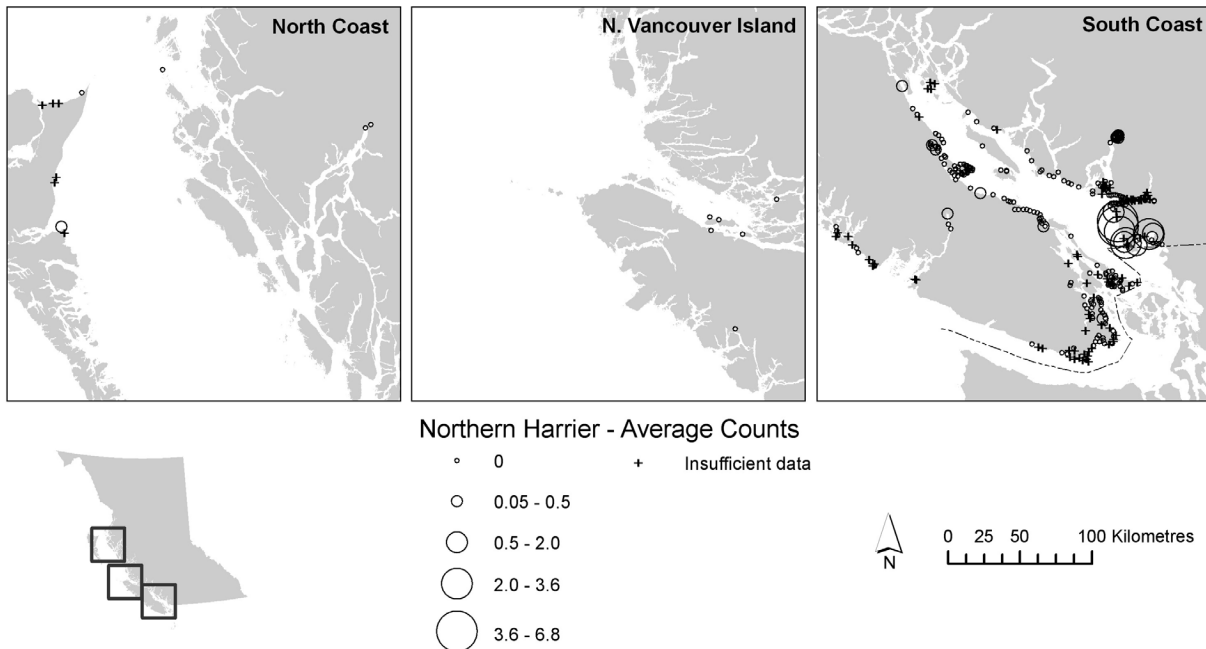 North Coast
N. Vancouver Island
South Coast
Northern Harrier - Average Counts
0
Insufficient data
0.05 - 0.5
0.5 - 2.0
2.0 - 3.6
3.6 - 6.8
N
0 25 50 100 Kilometres